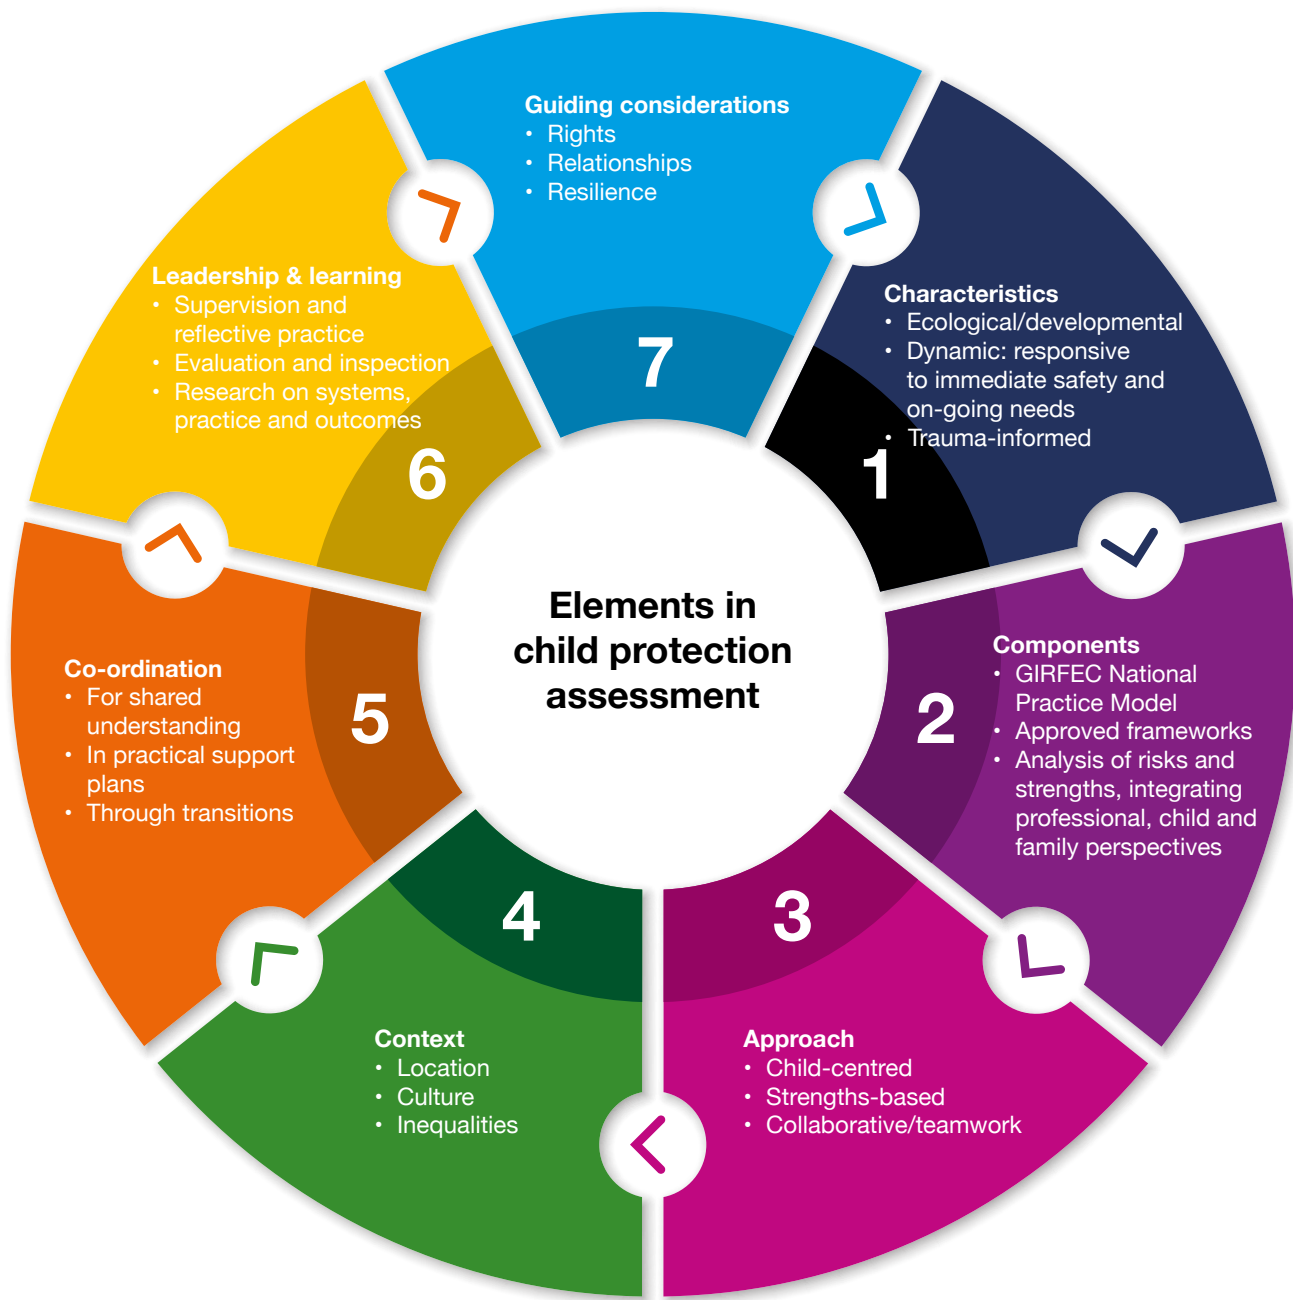 Elements in
child protection
assessment
1
Characteristics
• Ecological/developmental
• Dynamic: responsive
to immediate safety and
on-going needs
• Trauma-informed
2
Components
• GIRFEC National
Practice Model
• Approved frameworks
• Analysis of risks and
strengths, integrating
professional, child and
family perspectives
3
Approach
• Child-centred
• Strengths-based
• Collaborative/teamwork
4
Context
• Location
• Culture
• Inequalities
5
Co-ordination
• For shared
understanding
• In practical support
plans
• Through transitions
6
Leadership & learning
• Supervision and
reflective practice
• Evaluation and inspection
• Research on systems,
practice and outcomes
7
Guiding considerations
• Rights
• Relationships
• Resilience